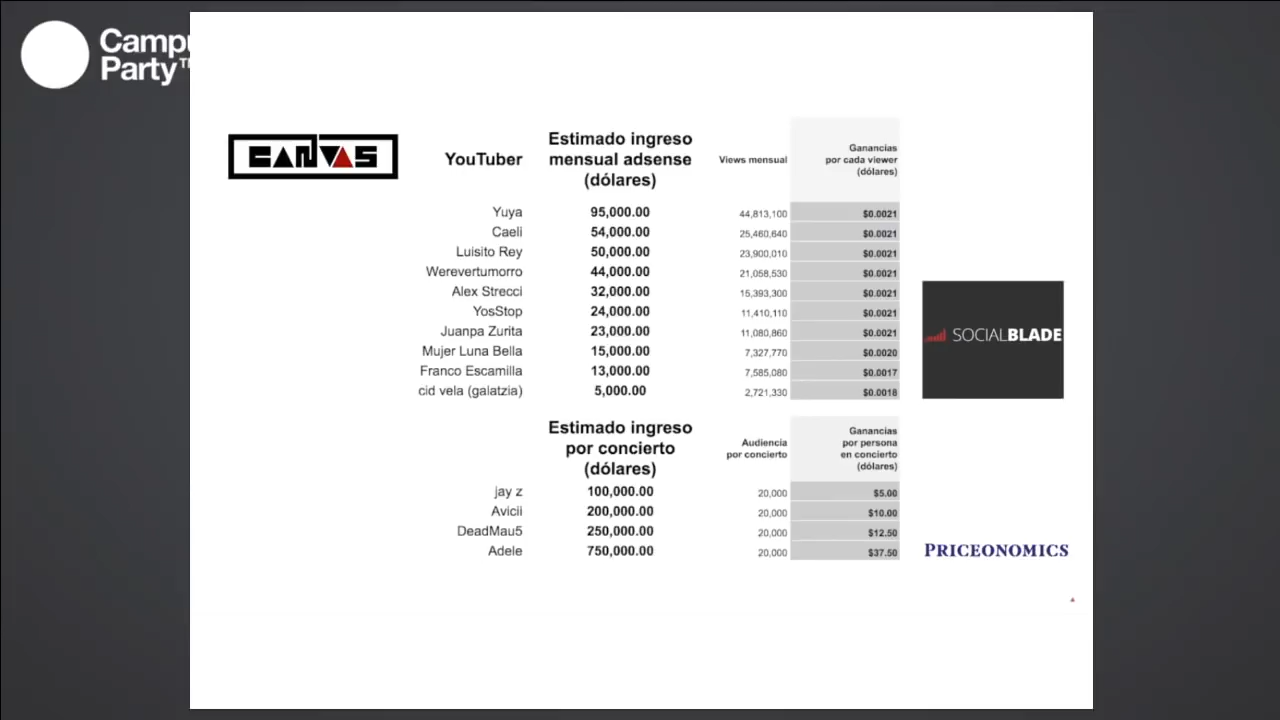 Campu
Party™
CANVAS
YouTuber
Estimado ingreso
mensual adsense
(dólares)
Views mensual
Ganancias
por cada viewer
(dólares)
Yuya 95,000.00 44,813,100 $0.0021
Caeli 54,000.00 25,460,640 $0.0021
Luisito Rey 50,000.00 23,900,010 $0.0021
Werevertumorro 44,000.00 21,058,530 $0.0021
Alex Strecci 32,000.00 15,393,300 $0.0021
YosStop 24,000.00 11,410,110 $0.0021
Juanpa Zurita 23,000.00 11,080,860 $0.0021
Mujer Luna Bella 15,000.00 7,327,770 $0.0020
Franco Escamilla 13,000.00 7,585,080 $0.0017
cid vela (galatzia) 5,000.00 2,721,330 $0.0018
SOCIALBLADE
Estimado ingreso
por concierto
(dólares)
Audiencia
por concierto
Ganancias
por persona
en concierto
(dólares)
jay z 100,000.00 20,000 $5.00
Avicii 200,000.00 20,000 $10.00
DeadMau5 250,000.00 20,000 $12.50
Adele 750,000.00 20,000 $37.50
PRICEONOMICS